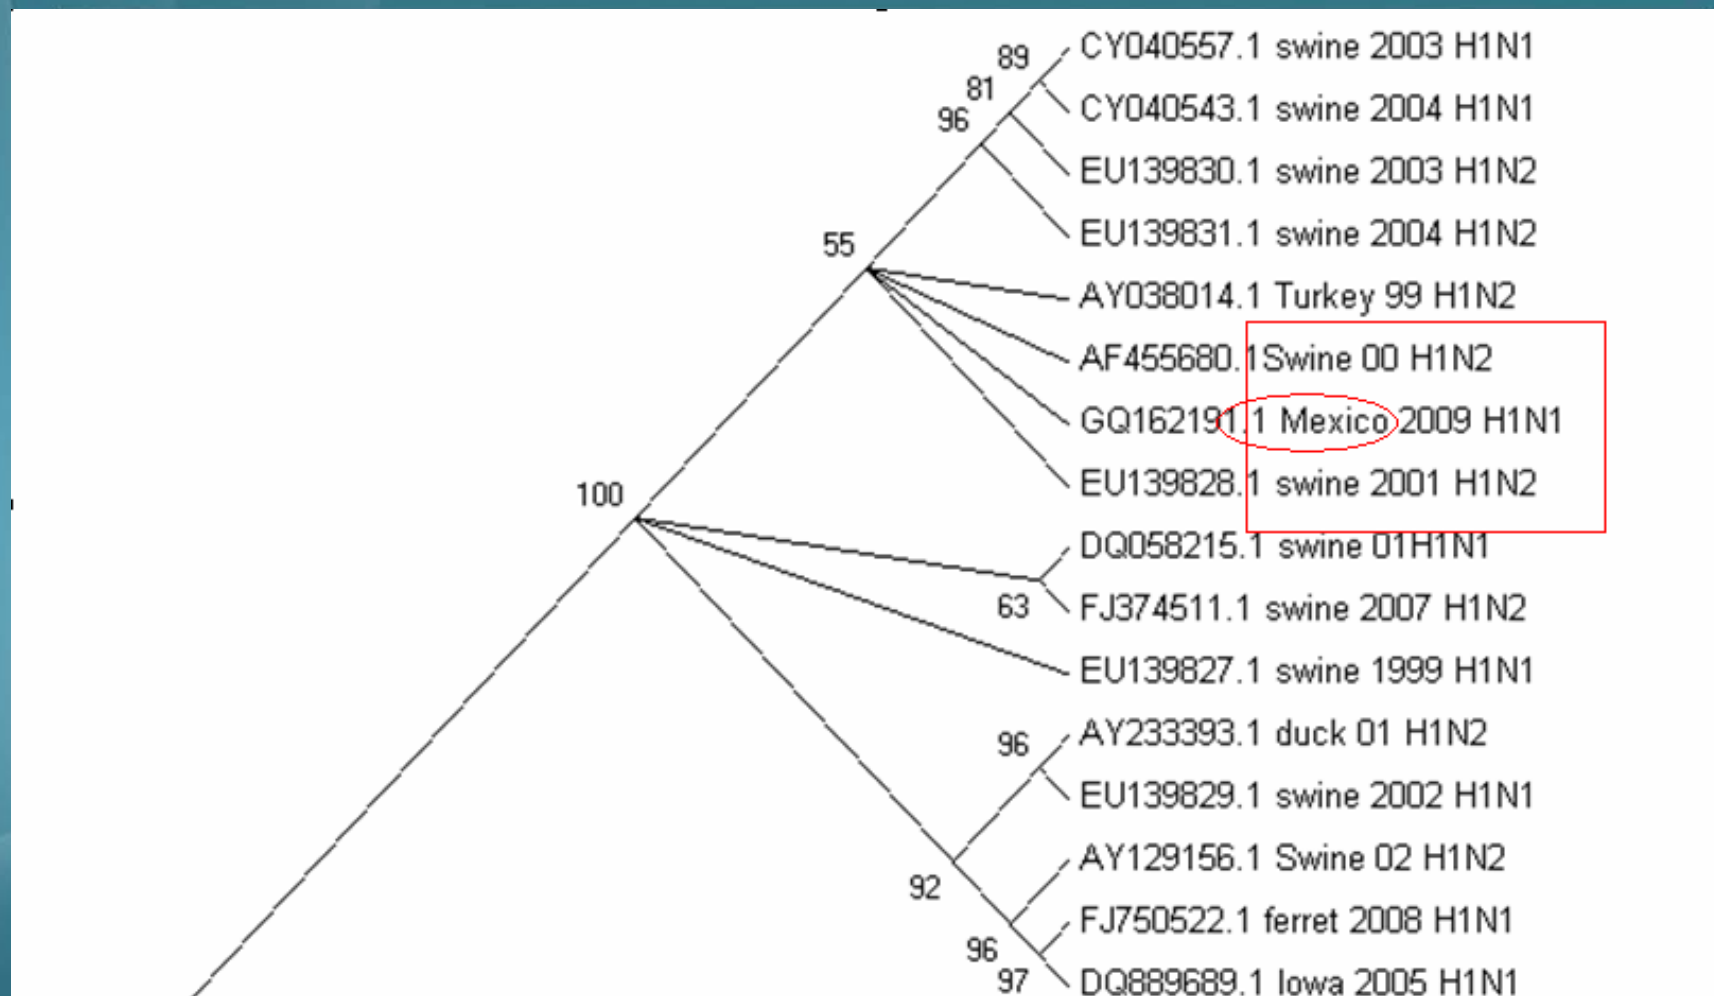 89
CY040557.1 swine 2003 H1N1
81
CY040543.1 swine 2004 H1N1
96
EU139830.1 swine 2003 H1N2
EU139831.1 swine 2004 H1N2
55
AY038014.1 Turkey 99 H1N2
AF455680.1Swine 00 H1N2
GQ162191.1 Mexico 2009 H1N1
EU139828.1 swine 2001 H1N2
100
DQ058215.1 swine 01H1N1
63
FJ374511.1 swine 2007 H1N2
EU139827.1 swine 1999 H1N1
96
AY233393.1 duck 01 H1N2
EU139829.1 swine 2002 H1N1
AY129156.1 Swine 02 H1N2
92
FJ750522.1 ferret 2008 H1N1
96
97
DQ889689.1 Iowa 2005 H1N1